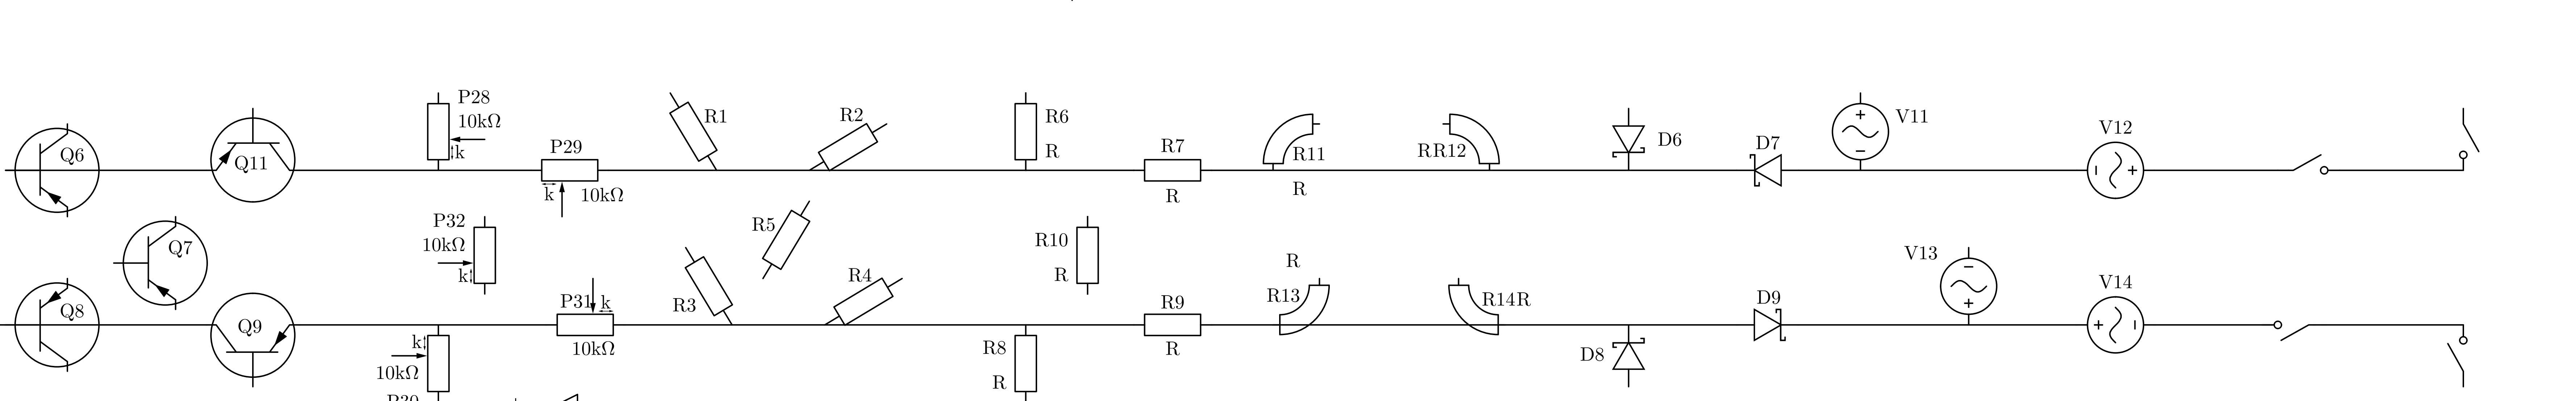 P28
10kΩ
k
Q6
Q11
P29
k
10kΩ
R1
R2
R6
R
R7
R
R11
R
RR12
D6
D7
V11
V12
P32
10kΩ
k
Q7
R5
R10
R
V13
Q8
Q9
P31
k
10kΩ
R3
R4
R9
R
R
R13
R14R
D9
V14
k
10kΩ
R8
R
D8